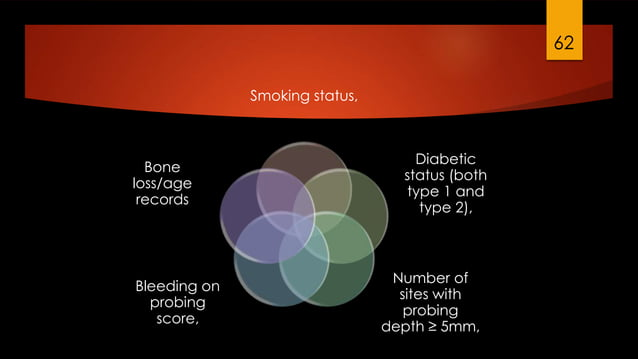 62
Smoking status,
Diabetic
status (both
type 1 and
type 2),
Number of
sites with
probing
depth ≥ 5mm,
Bleeding on
probing
score,
Bone
loss/age
records